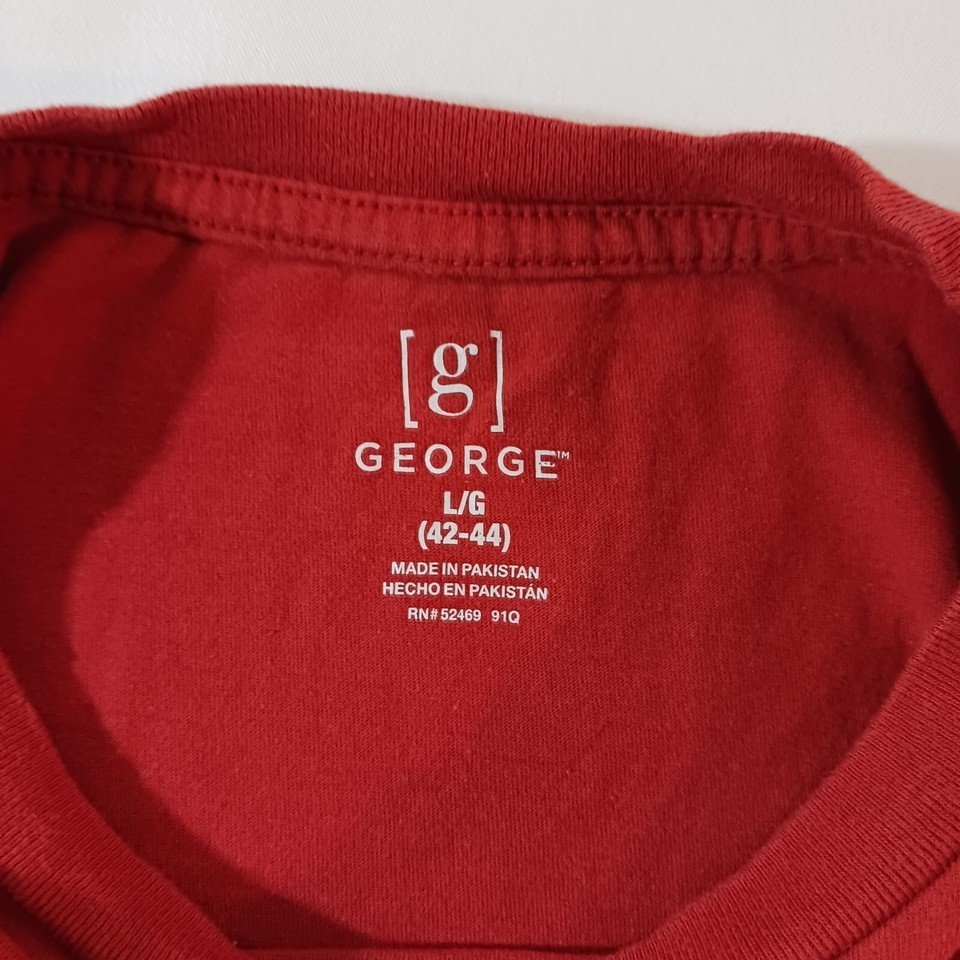 [g]
GEORGE™
L/G
(42-44)
MADE IN PAKISTAN
HECHO EN PAKISTÁN
RN# 52469 91Q